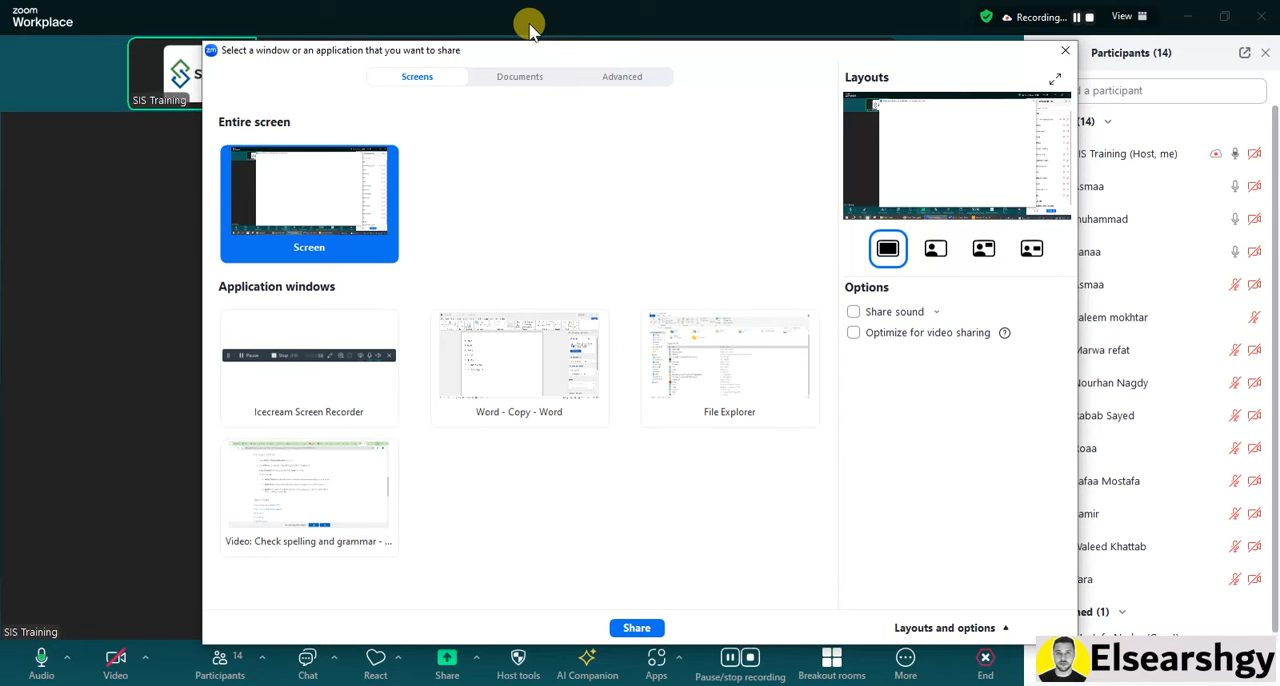 zoom
Workplace
Recording...
View
Participants (14)
Select a window or an application that you want to share
Screens
Documents
Advanced
Layouts
SIS Training
d a participant
(14)
Entire screen
Screen
IS Training (Host, me)
smaa
uhammad
anaa
smaa
aleem mokhtar
Marwa refat
Nourhan Nagdy
abab Sayed
oaa
afaa Mostafa
amir
Waleed Khattab
ara
ned (1)
Options
Share sound
Optimize for video sharing
Application windows
Pause
Stop
Icecream Screen Recorder
Word - Copy - Word
File Explorer
Video: Check spelling and grammar - ...
Share
Layouts and options
SIS Training
Audio
Video
14
Participants
Chat
React
Share
Host tools
AI Companion
Apps
Pause/stop recording
Breakout rooms
More
End
Elsearshgy